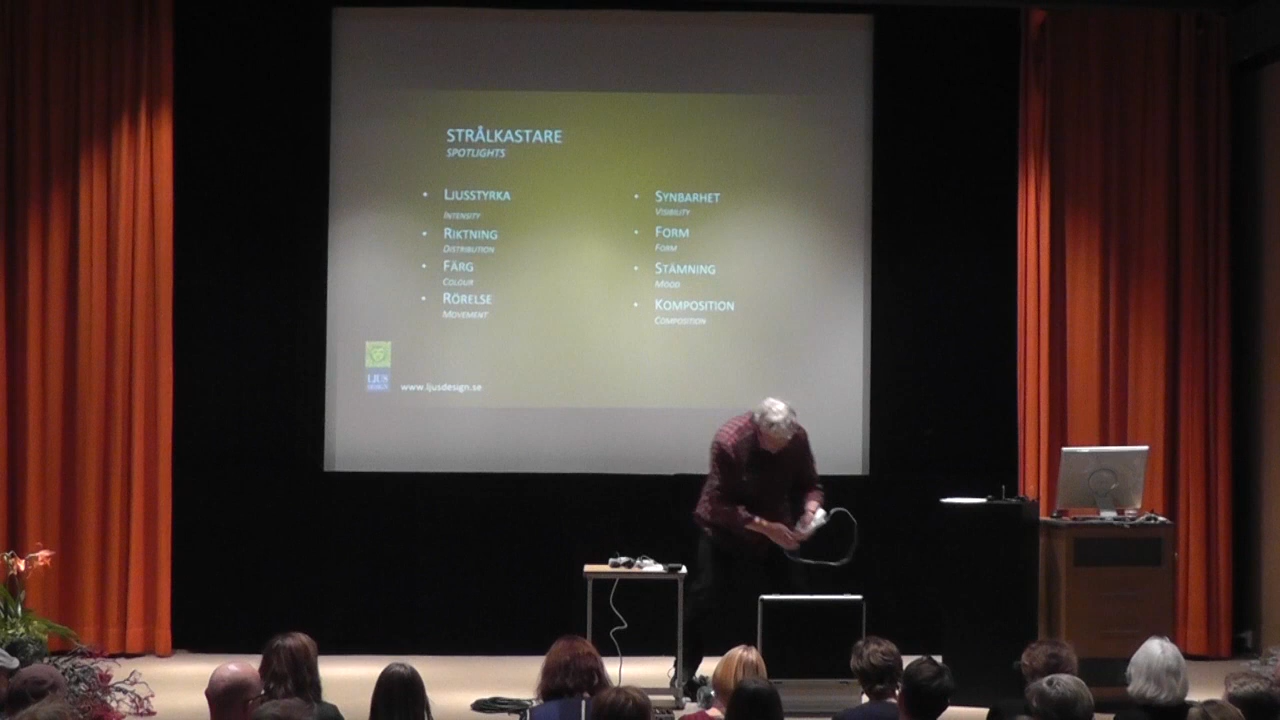 STRÅLKASTARE
SPOTLIGHTS
• LJUSSTYRKA
INTENSITY
• RIKTNING
DISTRIBUTION
• FÄRG
COLOUR
• RÖRELSE
MOVEMENT
• SYNBARHET
VISIBILITY
• FORM
FORM
• STÄMNING
MOOD
• KOMPOSITION
COMPOSITION
LJUS
DESIGN
www.ljusdesign.se